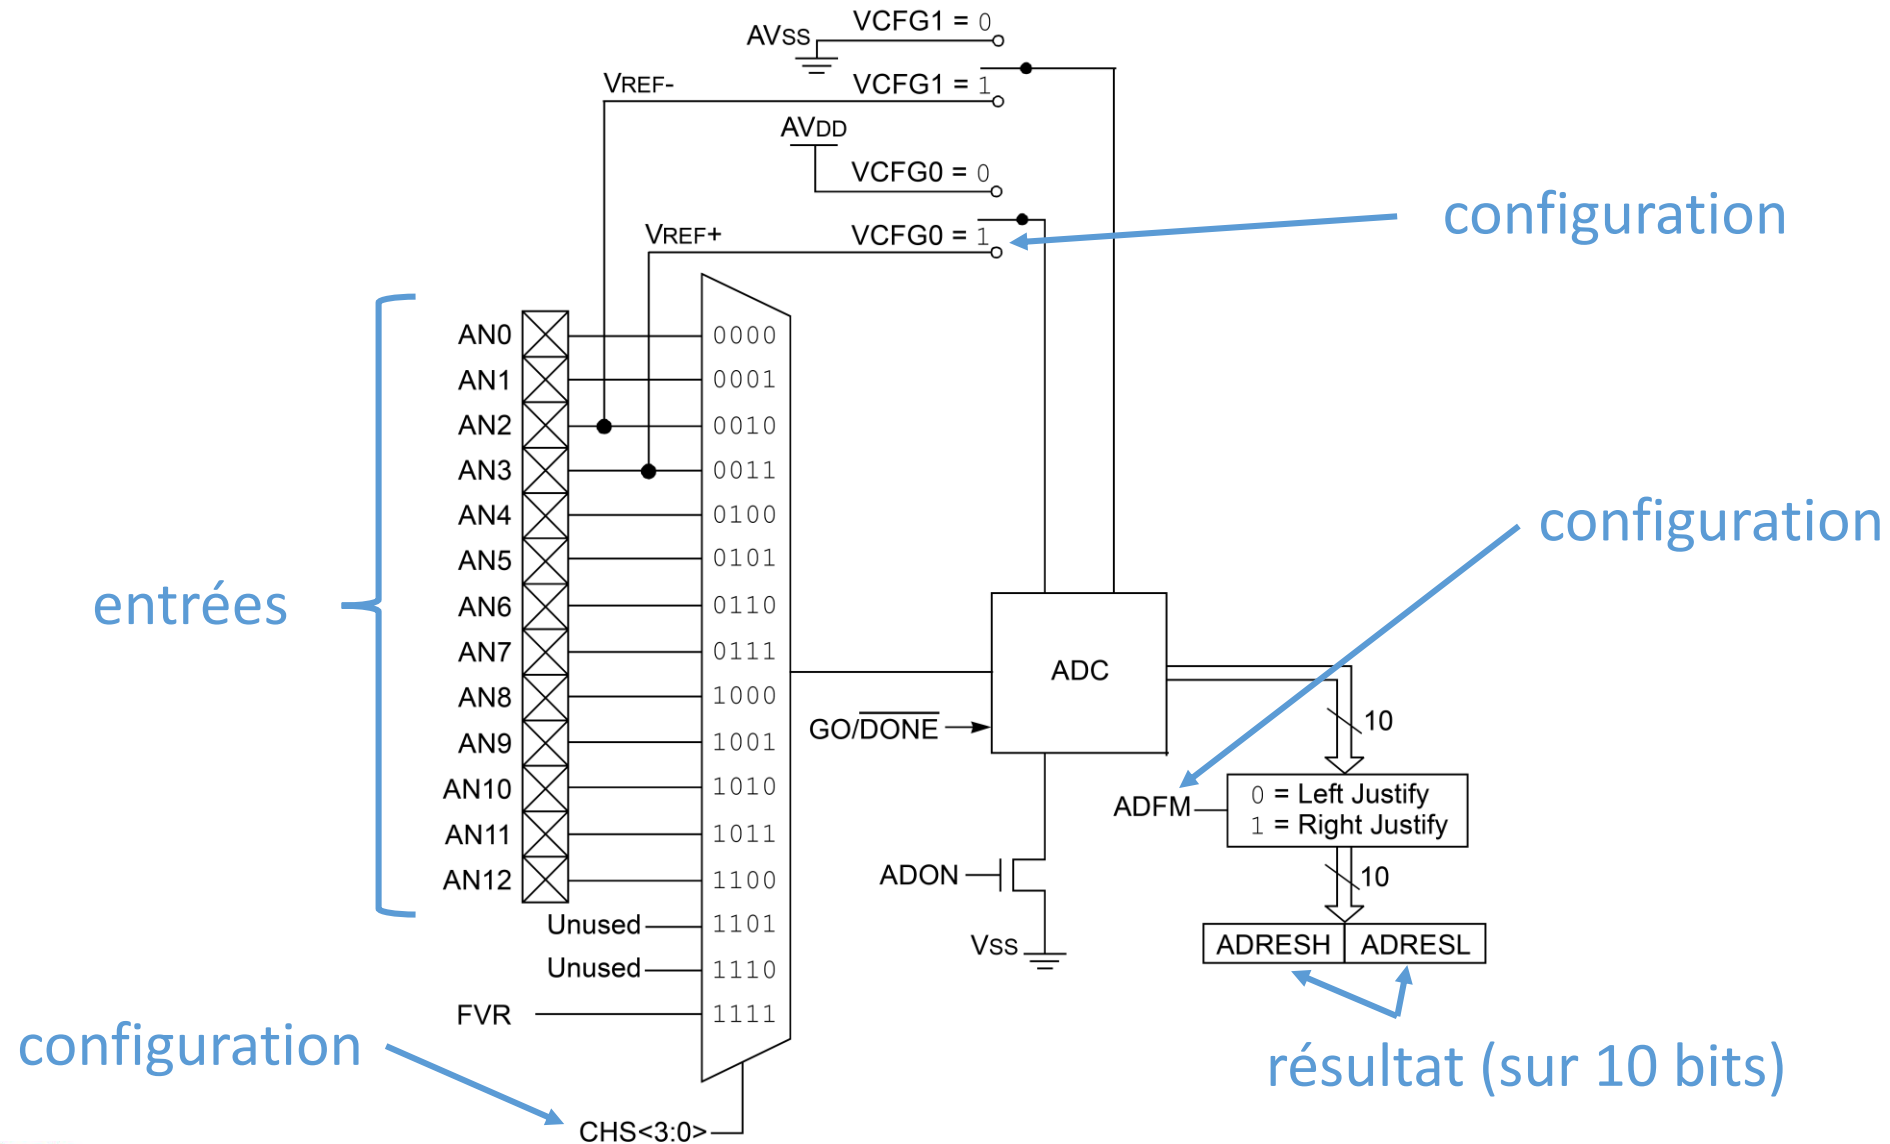 AVSS
VCFG1 = 0
VREF-
VCFG1 = 1
AVDD
VCFG0 = 0
VREF+
VCFG0 = 1
configuration
AN0
0000
AN1
0001
AN2
0010
AN3
0011
AN4
0100
configuration
AN5
0101
entrées
AN6
0110
AN7
0111
ADC
AN8
1000
GO/DONE
10
AN9
1001
AN10
1010
ADFM
0 = Left Justify
1 = Right Justify
AN11
1011
AN12
1100
ADON
10
Unused
1101
VSS
ADRESH
ADRESL
Unused
1110
FVR
1111
configuration
résultat (sur 10 bits)
CHS<3:0>